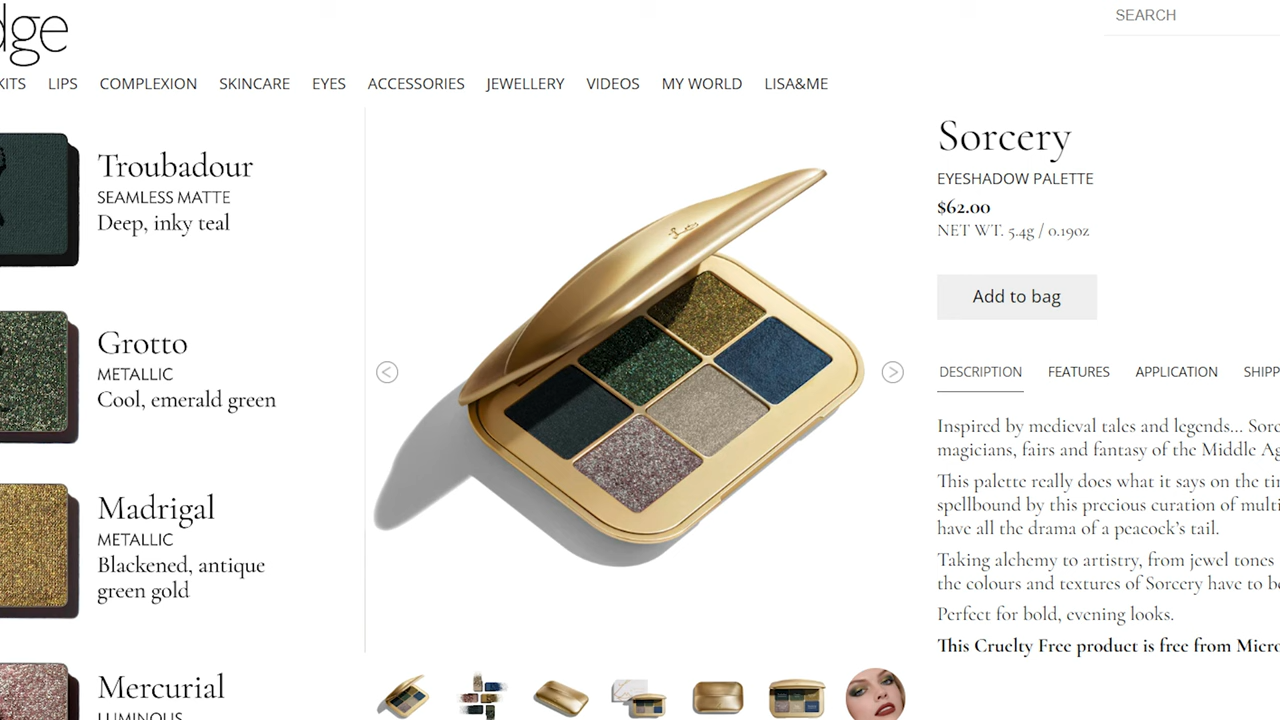 dge
SEARCH
KITS LIPS COMPLEXION SKINCARE EYES ACCESSORIES JEWELLERY VIDEOS MY WORLD LISA&ME
Troubadour
SEAMLESS MATTE
Deep, inky teal
Grotto
METALLIC
Cool, emerald green
Madrigal
METALLIC
Blackened, antique
green gold
Mercurial
LUMINOUS
Sorcery
EYESHADOW PALETTE
$62.00
NET WT. 5.4g / 0.19oz
Add to bag
DESCRIPTION FEATURES APPLICATION SHIPP
Inspired by medieval tales and legends... Sorc
magicians, fairs and fantasy of the Middle Ag
This palette really does what it says on the tin
spellbound by this precious curation of multi
have all the drama of a peacock's tail.
Taking alchemy to artistry, from jewel tones
the colours and textures of Sorcery have to be
Perfect for bold, evening looks.
This Cruelty Free product is free from Micro